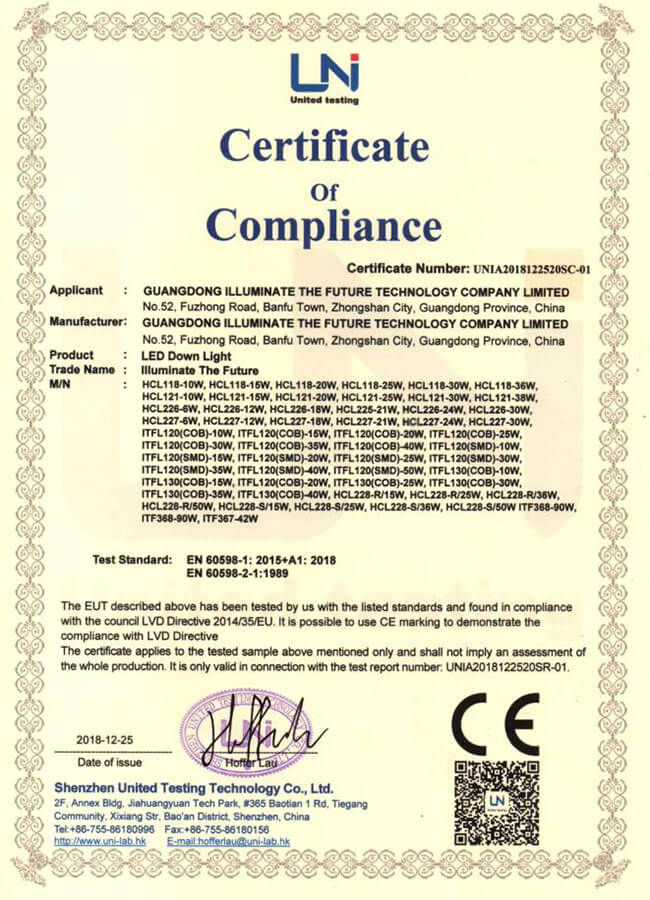 UNi
United testing
Certificate
Of
Compliance
Certificate Number: UNIA2018122520SC-01
Applicant : GUANGDONG ILLUMINATE THE FUTURE TECHNOLOGY COMPANY LIMITED
No.52, Fuzhong Road, Banfu Town, Zhongshan City, Guangdong Province, China
Manufacturer: GUANGDONG ILLUMINATE THE FUTURE TECHNOLOGY COMPANY LIMITED
No.52, Fuzhong Road, Banfu Town, Zhongshan City, Guangdong Province, China
Product : LED Down Light
Trade Name : Illuminate The Future
M/N : HCL118-10W, HCL118-15W, HCL118-20W, HCL118-25W, HCL118-30W, HCL118-36W,
HCL121-10W, HCL121-15W, HCL121-20W, HCL121-25W, HCL121-30W, HCL121-38W,
HCL226-6W, HCL226-12W, HCL226-18W, HCL225-21W, HCL226-24W, HCL226-30W,
HCL227-6W, HCL227-12W, HCL227-18W, HCL227-21W, HCL227-24W, HCL227-30W,
ITFL120(COB)-10W, ITFL120(COB)-15W, ITFL120(COB)-20W, ITFL120(COB)-25W,
ITFL120(COB)-30W, ITFL120(COB)-35W, ITFL120(COB)-40W, ITFL120(SMD)-10W,
ITFL120(SMD)-15W, ITFL120(SMD)-20W, ITFL120(SMD)-25W, ITFL120(SMD)-30W,
ITFL120(SMD)-35W, ITFL120(SMD)-40W, ITFL120(SMD)-50W, ITFL130(COB)-10W,
ITFL130(COB)-15W, ITFL130(COB)-20W, ITFL130(COB)-25W, ITFL130(COB)-30W,
ITFL130(COB)-35W, ITFL130(COB)-40W, HCL228-R/15W, HCL228-R/25W, HCL228-R/36W,
HCL228-R/50W, HCL228-S/15W, HCL228-S/25W, HCL228-S/36W, HCL228-S/50W ITF368-90W,
ITF368-90W, ITF367-42W
Test Standard: EN 60598-1: 2015+A1: 2018
EN 60598-2-1:1989
The EUT described above has been tested by us with the listed standards and found in compliance
with the council LVD Directive 2014/35/EU. It is possible to use CE marking to demonstrate the
compliance with LVD Directive
The certificate applies to the tested sample above mentioned only and shall not imply an assessment of
the whole production. It is only valid in connection with the test report number: UNIA2018122520SR-01.
2018-12-25
Date of issue
Hoffer Lau
CE
UNi
Shenzhen United Testing Technology Co., Ltd.
2F, Annex Bldg, Jiahuangyuan Tech Park, #365 Baotian 1 Rd, Tiegang
Community, Xixiang Str, Bao'an District, Shenzhen, China
Tel:+86-755-86180996 Fax:+86-755-86180156
http://www.uni-lab.hk E-mail:hofferlau@uni-lab.hk